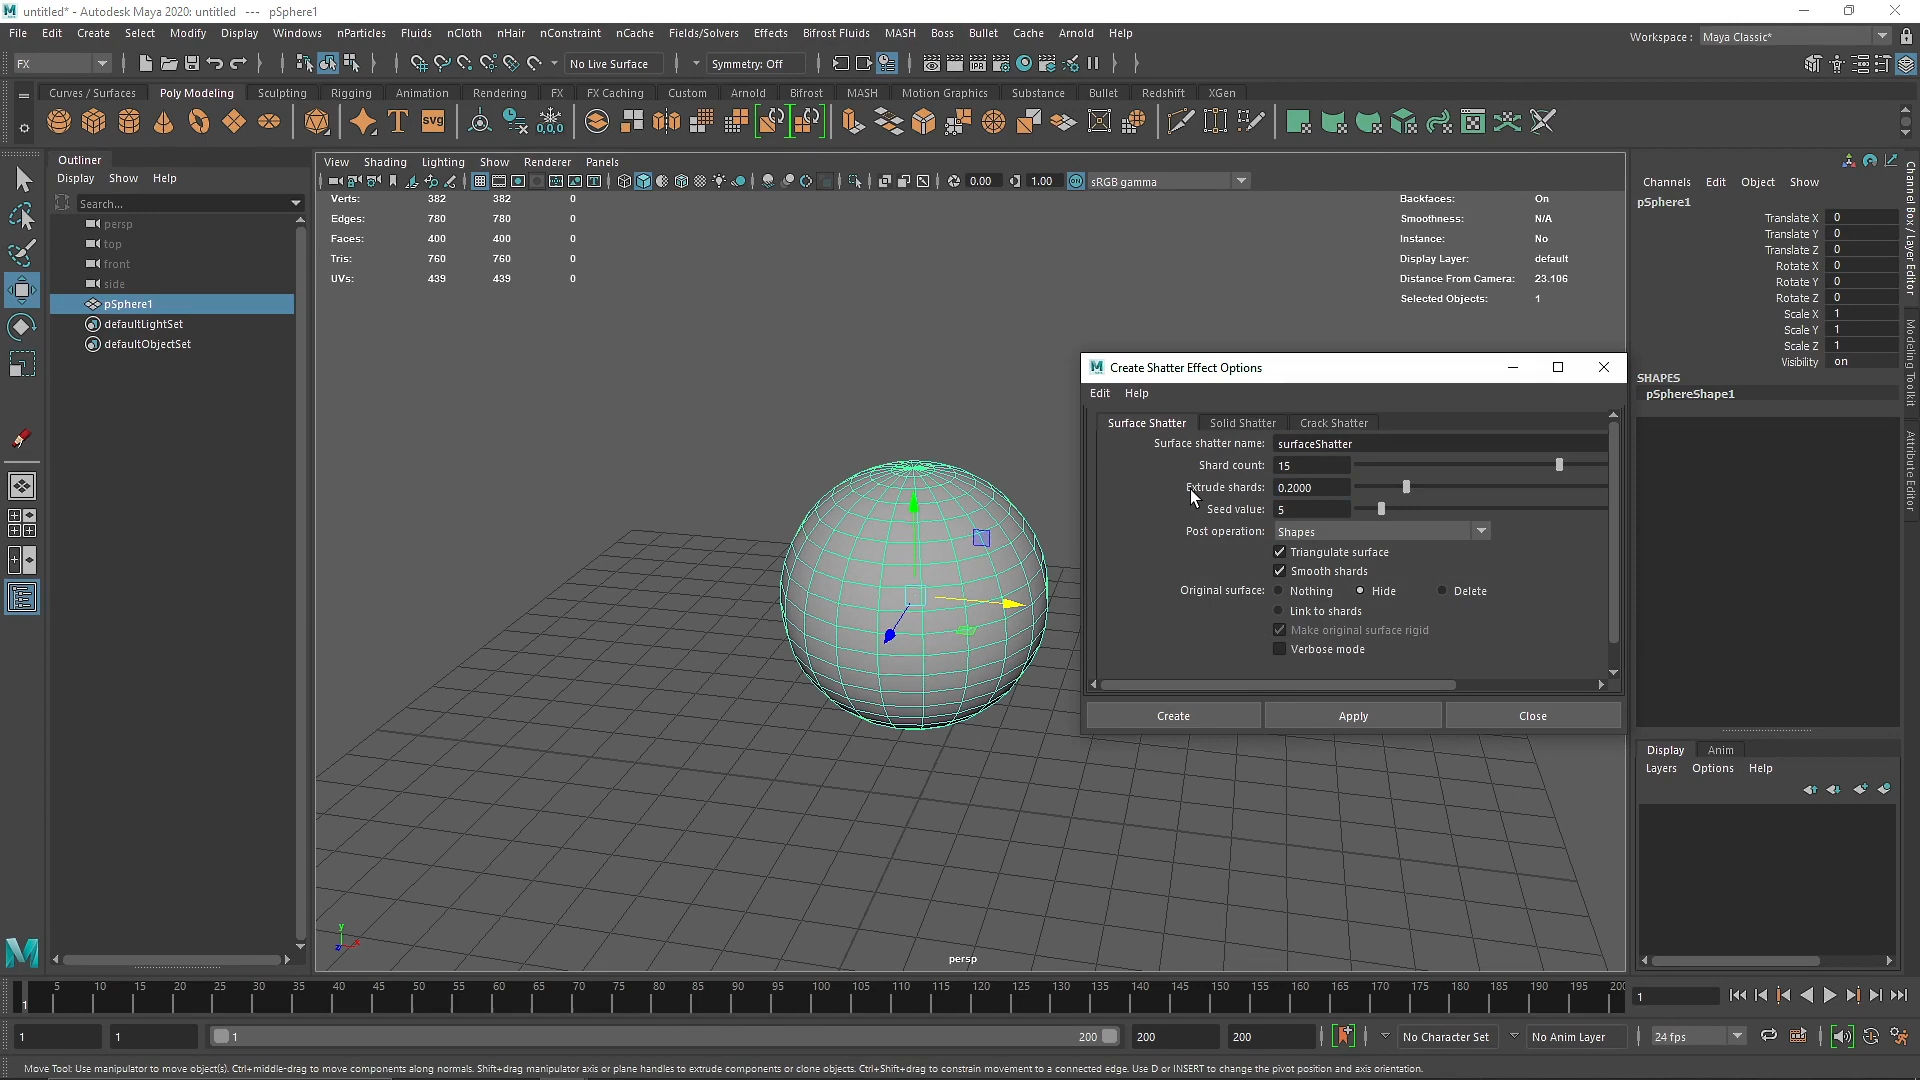 untitled* - Autodesk Maya 2020: untitled --- pSphere1
File Edit Create Select Modify Display Windows nParticles Fluids nCloth nHair nConstraint nCache Fields/Solvers Effects Bifrost Fluids MASH Boss Bullet Cache Arnold Help Workspace : Maya Classic*
FX No Live Surface Symmetry: Off
Curves / Surfaces Poly Modeling Sculpting Rigging Animation Rendering FX FX Caching Custom Arnold Bifrost MASH Motion Graphics Substance Bullet Redshift XGen
T SVG 0,0,0
Outliner
Display Show Help
Search...
persp
top
front
side
pSphere1
defaultLightSet
defaultObjectSet
View Shading Lighting Show Renderer Panels
0.00 1.00 ON sRGB gamma
Verts: 382 382 0
Edges: 780 780 0
Faces: 400 400 0
Tris: 760 760 0
UVs: 439 439 0
Backfaces: On
Smoothness: N/A
Instance: No
Display Layer: default
Distance From Camera: 23.106
Selected Objects: 1
Create Shatter Effect Options
Edit Help
Surface Shatter Solid Shatter Crack Shatter
Surface shatter name: surfaceShatter
Shard count: 15
Extrude shards: 0.2000
Seed value: 5
Post operation: Shapes
Triangulate surface
Smooth shards
Original surface: Nothing Hide Delete
Link to shards
Make original surface rigid
Verbose mode
Create Apply Close
y
z x
persp
Channels Edit Object Show
pSphere1
Translate X 0
Translate Y 0
Translate Z 0
Rotate X 0
Rotate Y 0
Rotate Z 0
Scale X 1
Scale Y 1
Scale Z 1
Visibility on
SHAPES
pSphereShape1
Channel Box / Layer Editor
Modeling Toolkit
Attribute Editor
Display Anim
Layers Options Help
1 5 10 15 20 25 30 35 40 45 50 55 60 65 70 75 80 85 90 95 100 105 110 115 120 125 130 135 140 145 150 155 160 165 170 175 180 185 190 195 200 1
1 1 1 200 200 200 No Character Set No Anim Layer 24 fps
Move Tool: Use manipulator to move object(s). Ctrl+middle-drag to move components along normals. Shift+drag manipulator axis or plane handles to extrude components or clone objects. Ctrl+Shift+drag to constrain movement to a connected edge. Use D or INSERT to change the pivot position and axis orientation.